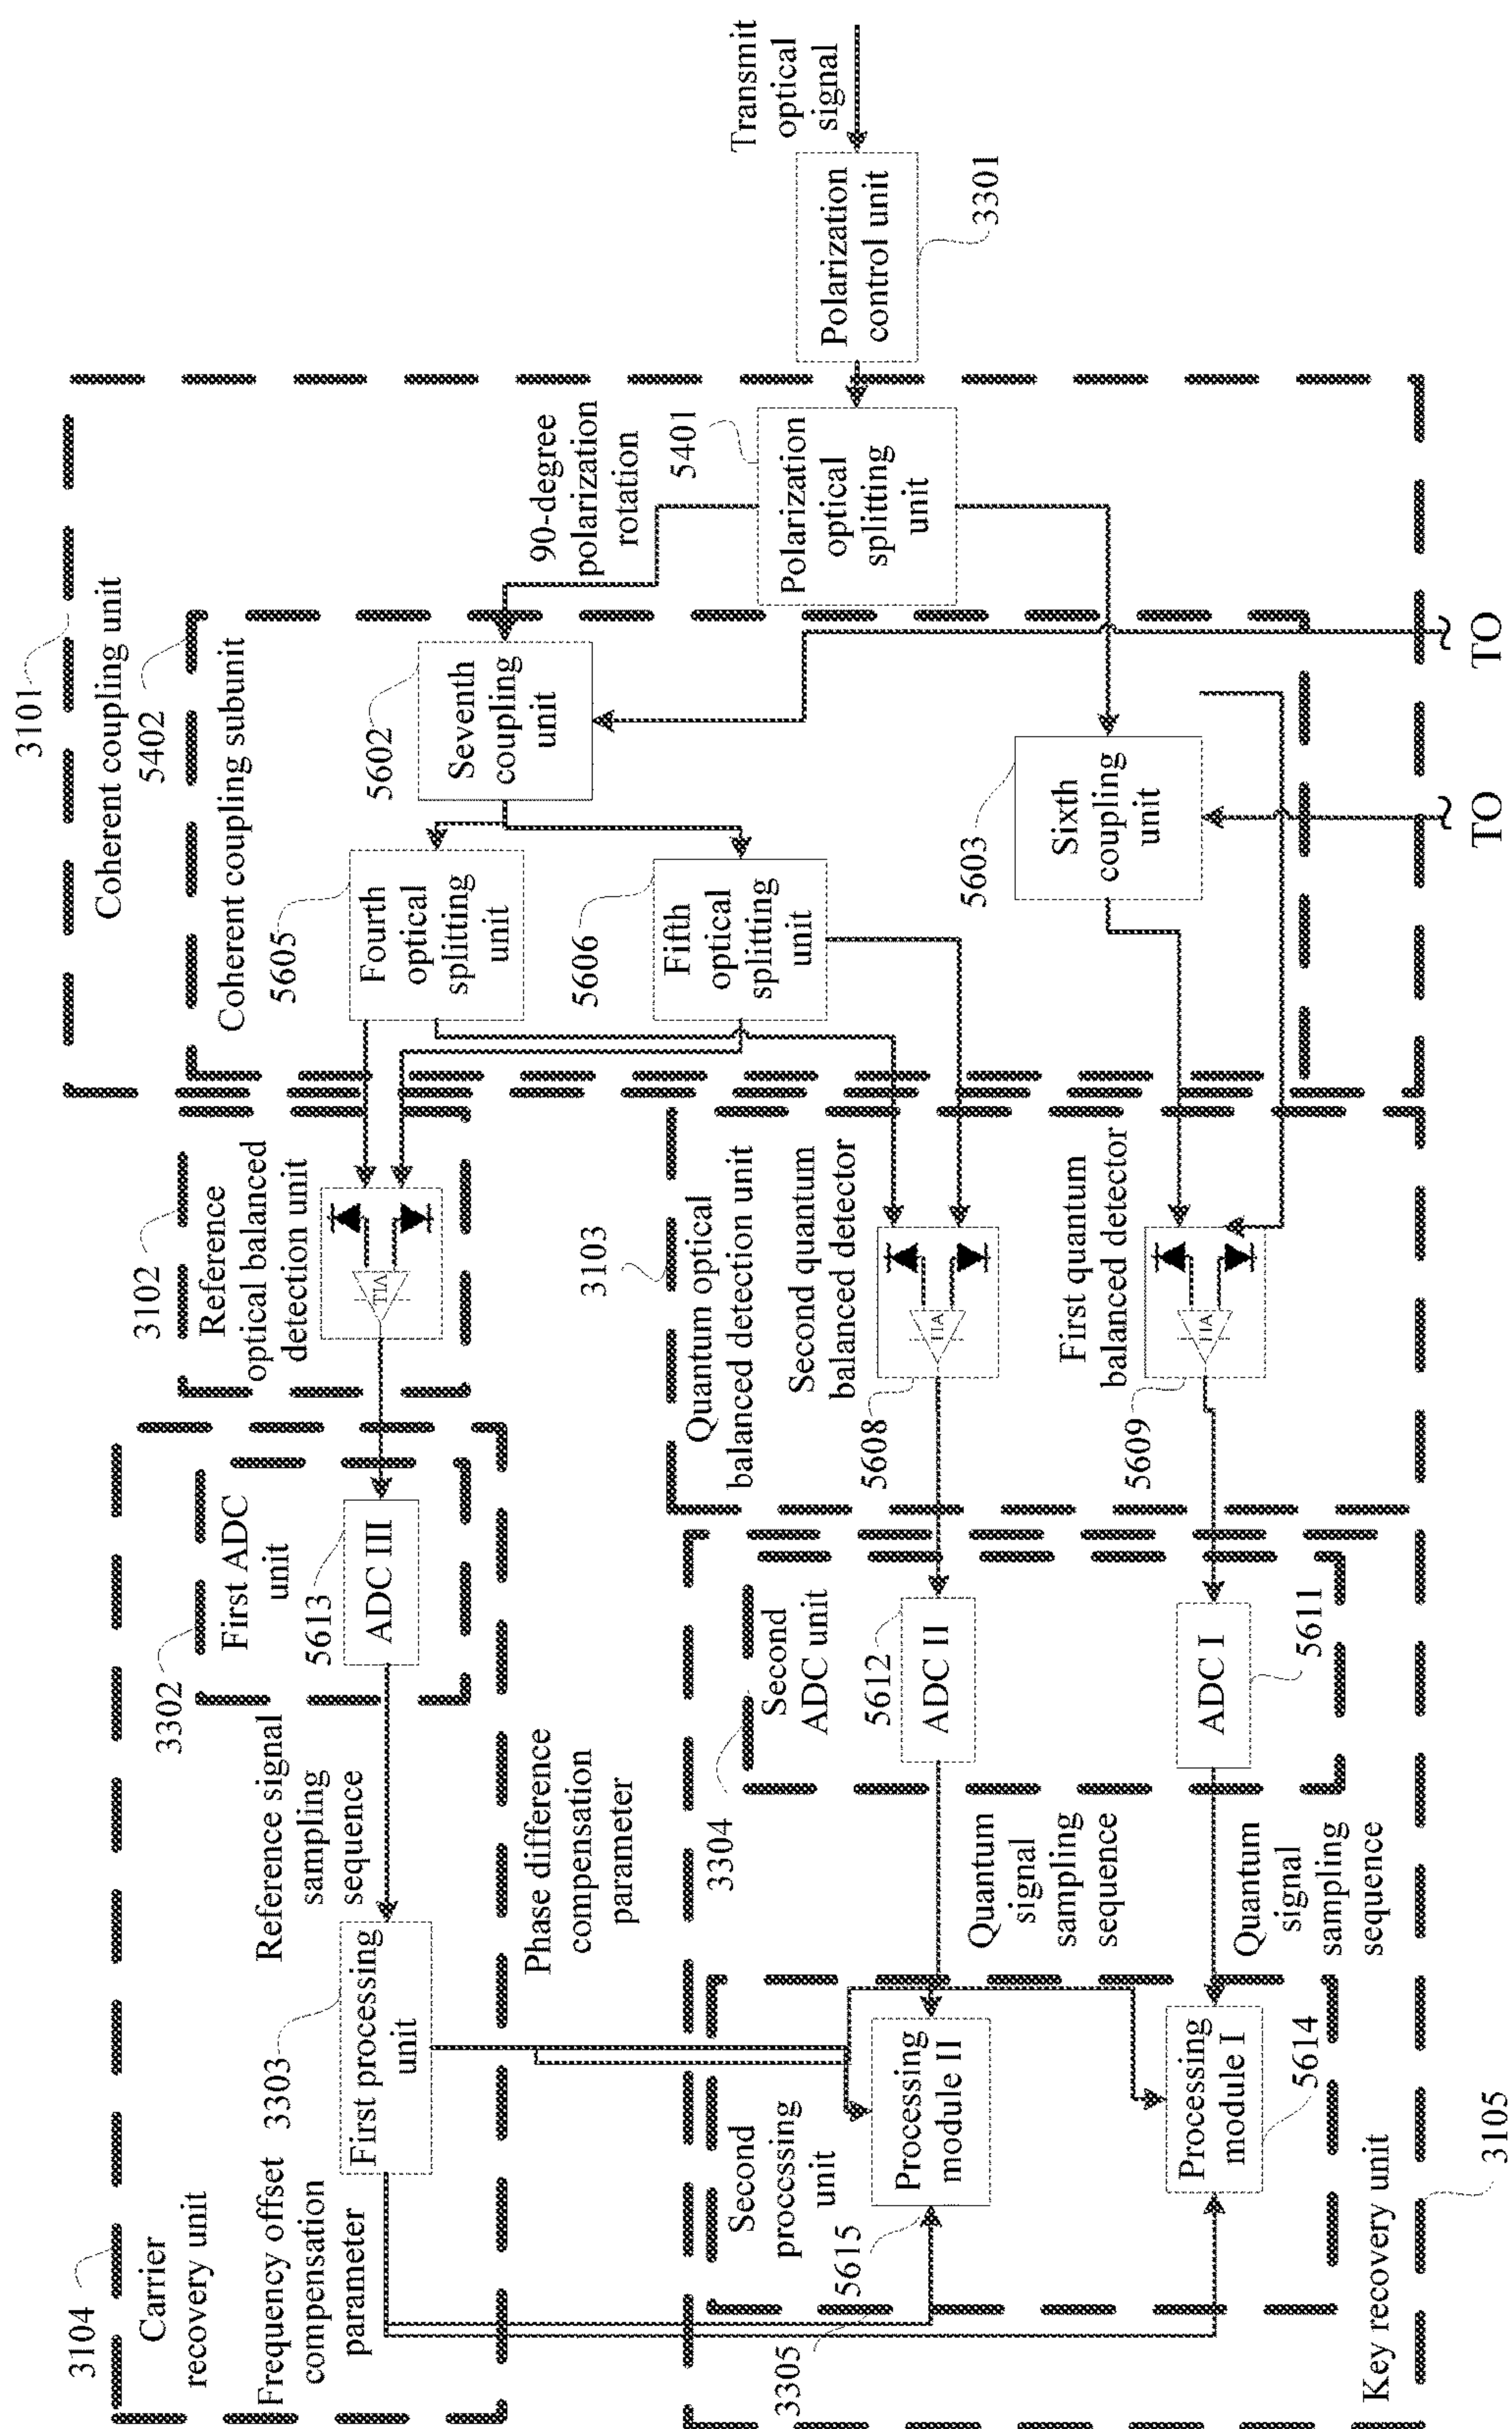 Transmit
optical
signal
Polarization
control unit
3301
3101
Coherent coupling unit
5402
Coherent coupling subunit
90-degree
polarization
rotation
5401
Polarization
optical
splitting
unit
5602
Seventh
coupling
unit
5603
Sixth
coupling
unit
TO
TO
5605
Fourth
optical
splitting
unit
5606
Fifth
optical
splitting
unit
3102
Reference
optical balanced
detection unit
TIA
3103
Quantum optical
balanced detection unit
Second quantum
balanced detector
TIA
5608
First quantum
balanced detector
TIA
5609
3302
First ADC
unit
5613
ADC III
Reference signal
sampling
sequence
3304
Second
ADC unit
5612
ADC II
ADC I
5611
Quantum
signal
sampling
sequence
Quantum
signal
sampling
sequence
3104
Carrier
recovery unit
3303
First processing
unit
Frequency offset
compensation
parameter
Phase difference
compensation
parameter
3305
Second
processing
unit
5615
Processing
module II
Processing
module I
5614
Key recovery unit
3105